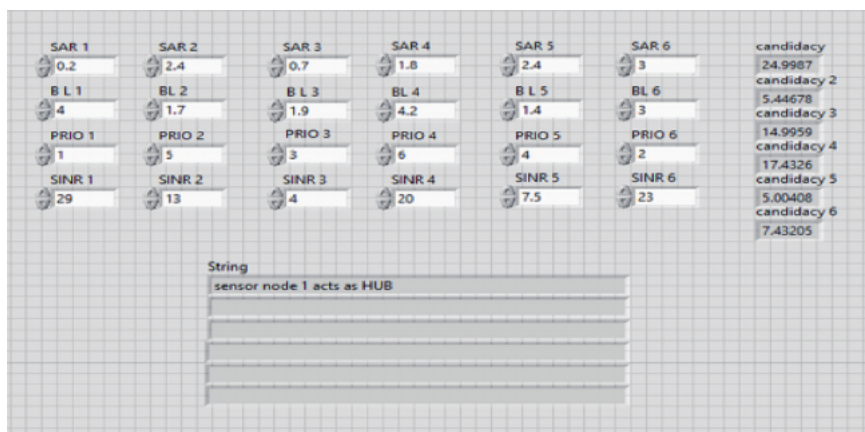 SAR 1 SAR 2 SAR 3 SAR 4 SAR 5 SAR 6 candidacy
0.2 2.4 0.7 1.8 2.4 3 24.9987
B L 1 BL 2 B L 3 BL 4 B L 5 BL 6 candidacy 2
4 1.7 1.9 4.2 1.4 3 5.44678
PRIO 1 PRIO 2 PRIO 3 PRIO 4 PRIO 5 PRIO 6 candidacy 3
1 5 3 6 4 2 14.9959
SINR 1 SINR 2 SINR 3 SINR 4 SINR 5 SINR 6 candidacy 4
29 13 4 20 7.5 23 17.4326
candidacy 5
5.00408
candidacy 6
7.43205
String
sensor node 1 acts as HUB